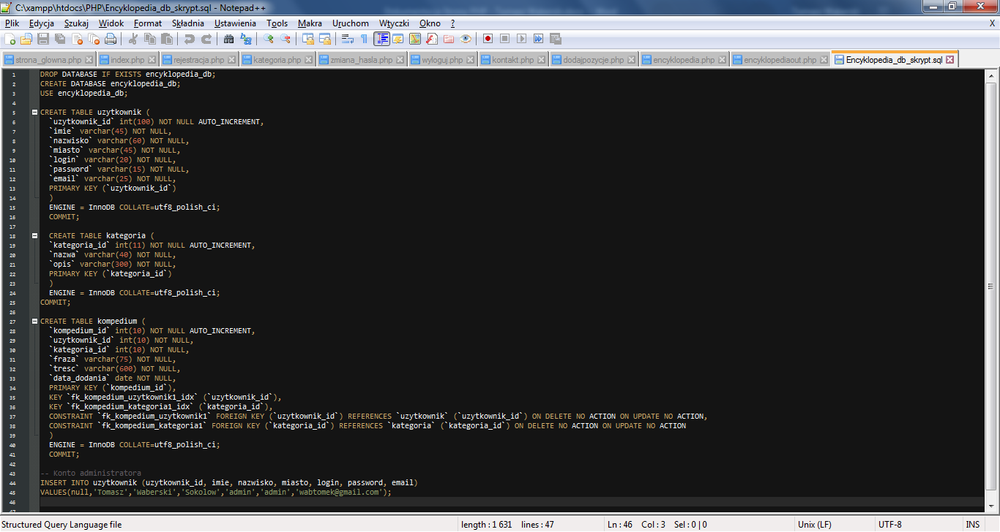 C:\xampp\htdocs\PHP\Encyklopedia_db_skrypt.sql - Notepad++
Plik Edycja Szukaj Widok Format Składnia Ustawienia Tools Makra Uruchom Wtyczki Okno ? X
strona_glowna.php index.php rejestracja.php kategoria.php zmiana_hasla.php wyloguj.php kontakt.php dodajpozycje.php encyklopedia.php encyklopediaout.php Encyklopedia_db_skrypt.sql
1 DROP DATABASE IF EXISTS encyklopedia_db;
2 CREATE DATABASE encyklopedia_db;
3 USE encyklopedia_db;
4
5 CREATE TABLE uzytkownik (
6 `uzytkownik_id` int(100) NOT NULL AUTO_INCREMENT,
7 `imie` varchar(45) NOT NULL,
8 `nazwisko` varchar(60) NOT NULL,
9 `miasto` varchar(45) NOT NULL,
10 `login` varchar(20) NOT NULL,
11 `password` varchar(15) NOT NULL,
12 `email` varchar(25) NOT NULL,
13 PRIMARY KEY (`uzytkownik_id`)
14 )
15 ENGINE = InnoDB COLLATE=utf8_polish_ci;
16 COMMIT;
17
18 CREATE TABLE kategoria (
19 `kategoria_id` int(11) NOT NULL AUTO_INCREMENT,
20 `nazwa` varchar(40) NOT NULL,
21 `opis` varchar(300) NOT NULL,
22 PRIMARY KEY (`kategoria_id`)
23 )
24 ENGINE = InnoDB COLLATE=utf8_polish_ci;
25 COMMIT;
26
27 CREATE TABLE kompedium (
28 `kompedium_id` int(10) NOT NULL AUTO_INCREMENT,
29 `uzytkownik_id` int(10) NOT NULL,
30 `kategoria_id` int(10) NOT NULL,
31 `fraza` varchar(75) NOT NULL,
32 `tresc` varchar(600) NOT NULL,
33 `data_dodania` date NOT NULL,
34 PRIMARY KEY (`kompedium_id`),
35 KEY `fk_kompedium_uzytkownik1_idx` (`uzytkownik_id`),
36 KEY `fk_kompedium_kategoria1_idx` (`kategoria_id`),
37 CONSTRAINT `fk_kompedium_uzytkownik1` FOREIGN KEY (`uzytkownik_id`) REFERENCES `uzytkownik` (`uzytkownik_id`) ON DELETE NO ACTION ON UPDATE NO ACTION,
38 CONSTRAINT `fk_kompedium_kategoria1` FOREIGN KEY (`kategoria_id`) REFERENCES `kategoria` (`kategoria_id`) ON DELETE NO ACTION ON UPDATE NO ACTION
39 )
40 ENGINE = InnoDB COLLATE=utf8_polish_ci;
41 COMMIT;
42
43 -- Konto administratora
44 INSERT INTO uzytkownik (uzytkownik_id, imie, nazwisko, miasto, login, password, email)
45 VALUES(null,'Tomasz','Waberski','Sokolow','admin','admin','wabtomek@gmail.com');
46
47
Structured Query Language file length : 1 631 lines : 47 Ln : 46 Col : 3 Sel : 0 | 0 Unix (LF) UTF-8 INS